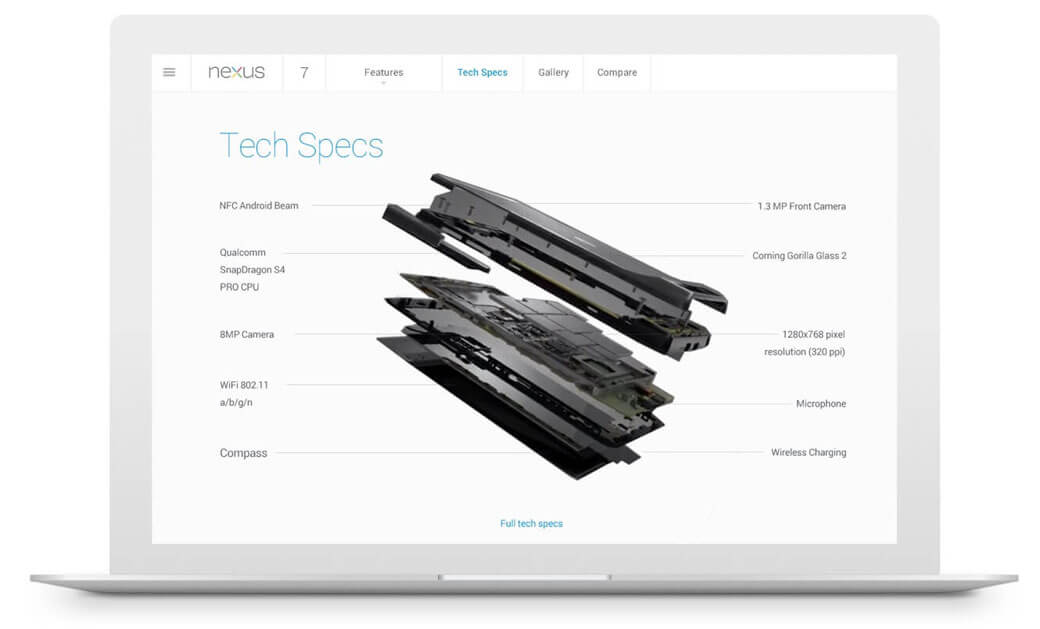 nexus 7 Features Tech Specs Gallery Compare
Tech Specs
NFC Android Beam
Qualcomm
SnapDragon S4
PRO CPU
8MP Camera
WiFi 802.11
a/b/g/n
Compass
1.3 MP Front Camera
Corning Gorilla Glass 2
1280x768 pixel
resolution (320 ppi)
Microphone
Wireless Charging
Full tech specs